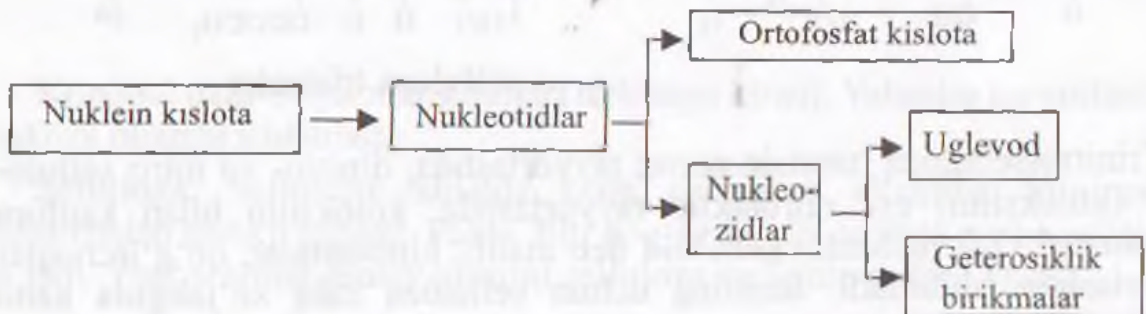 Ortofosfat kislota
Nuklein kislota
Nukleotidlar
Uglevod
Nukleo-
zidlar
Geterosiklik
birikmalar